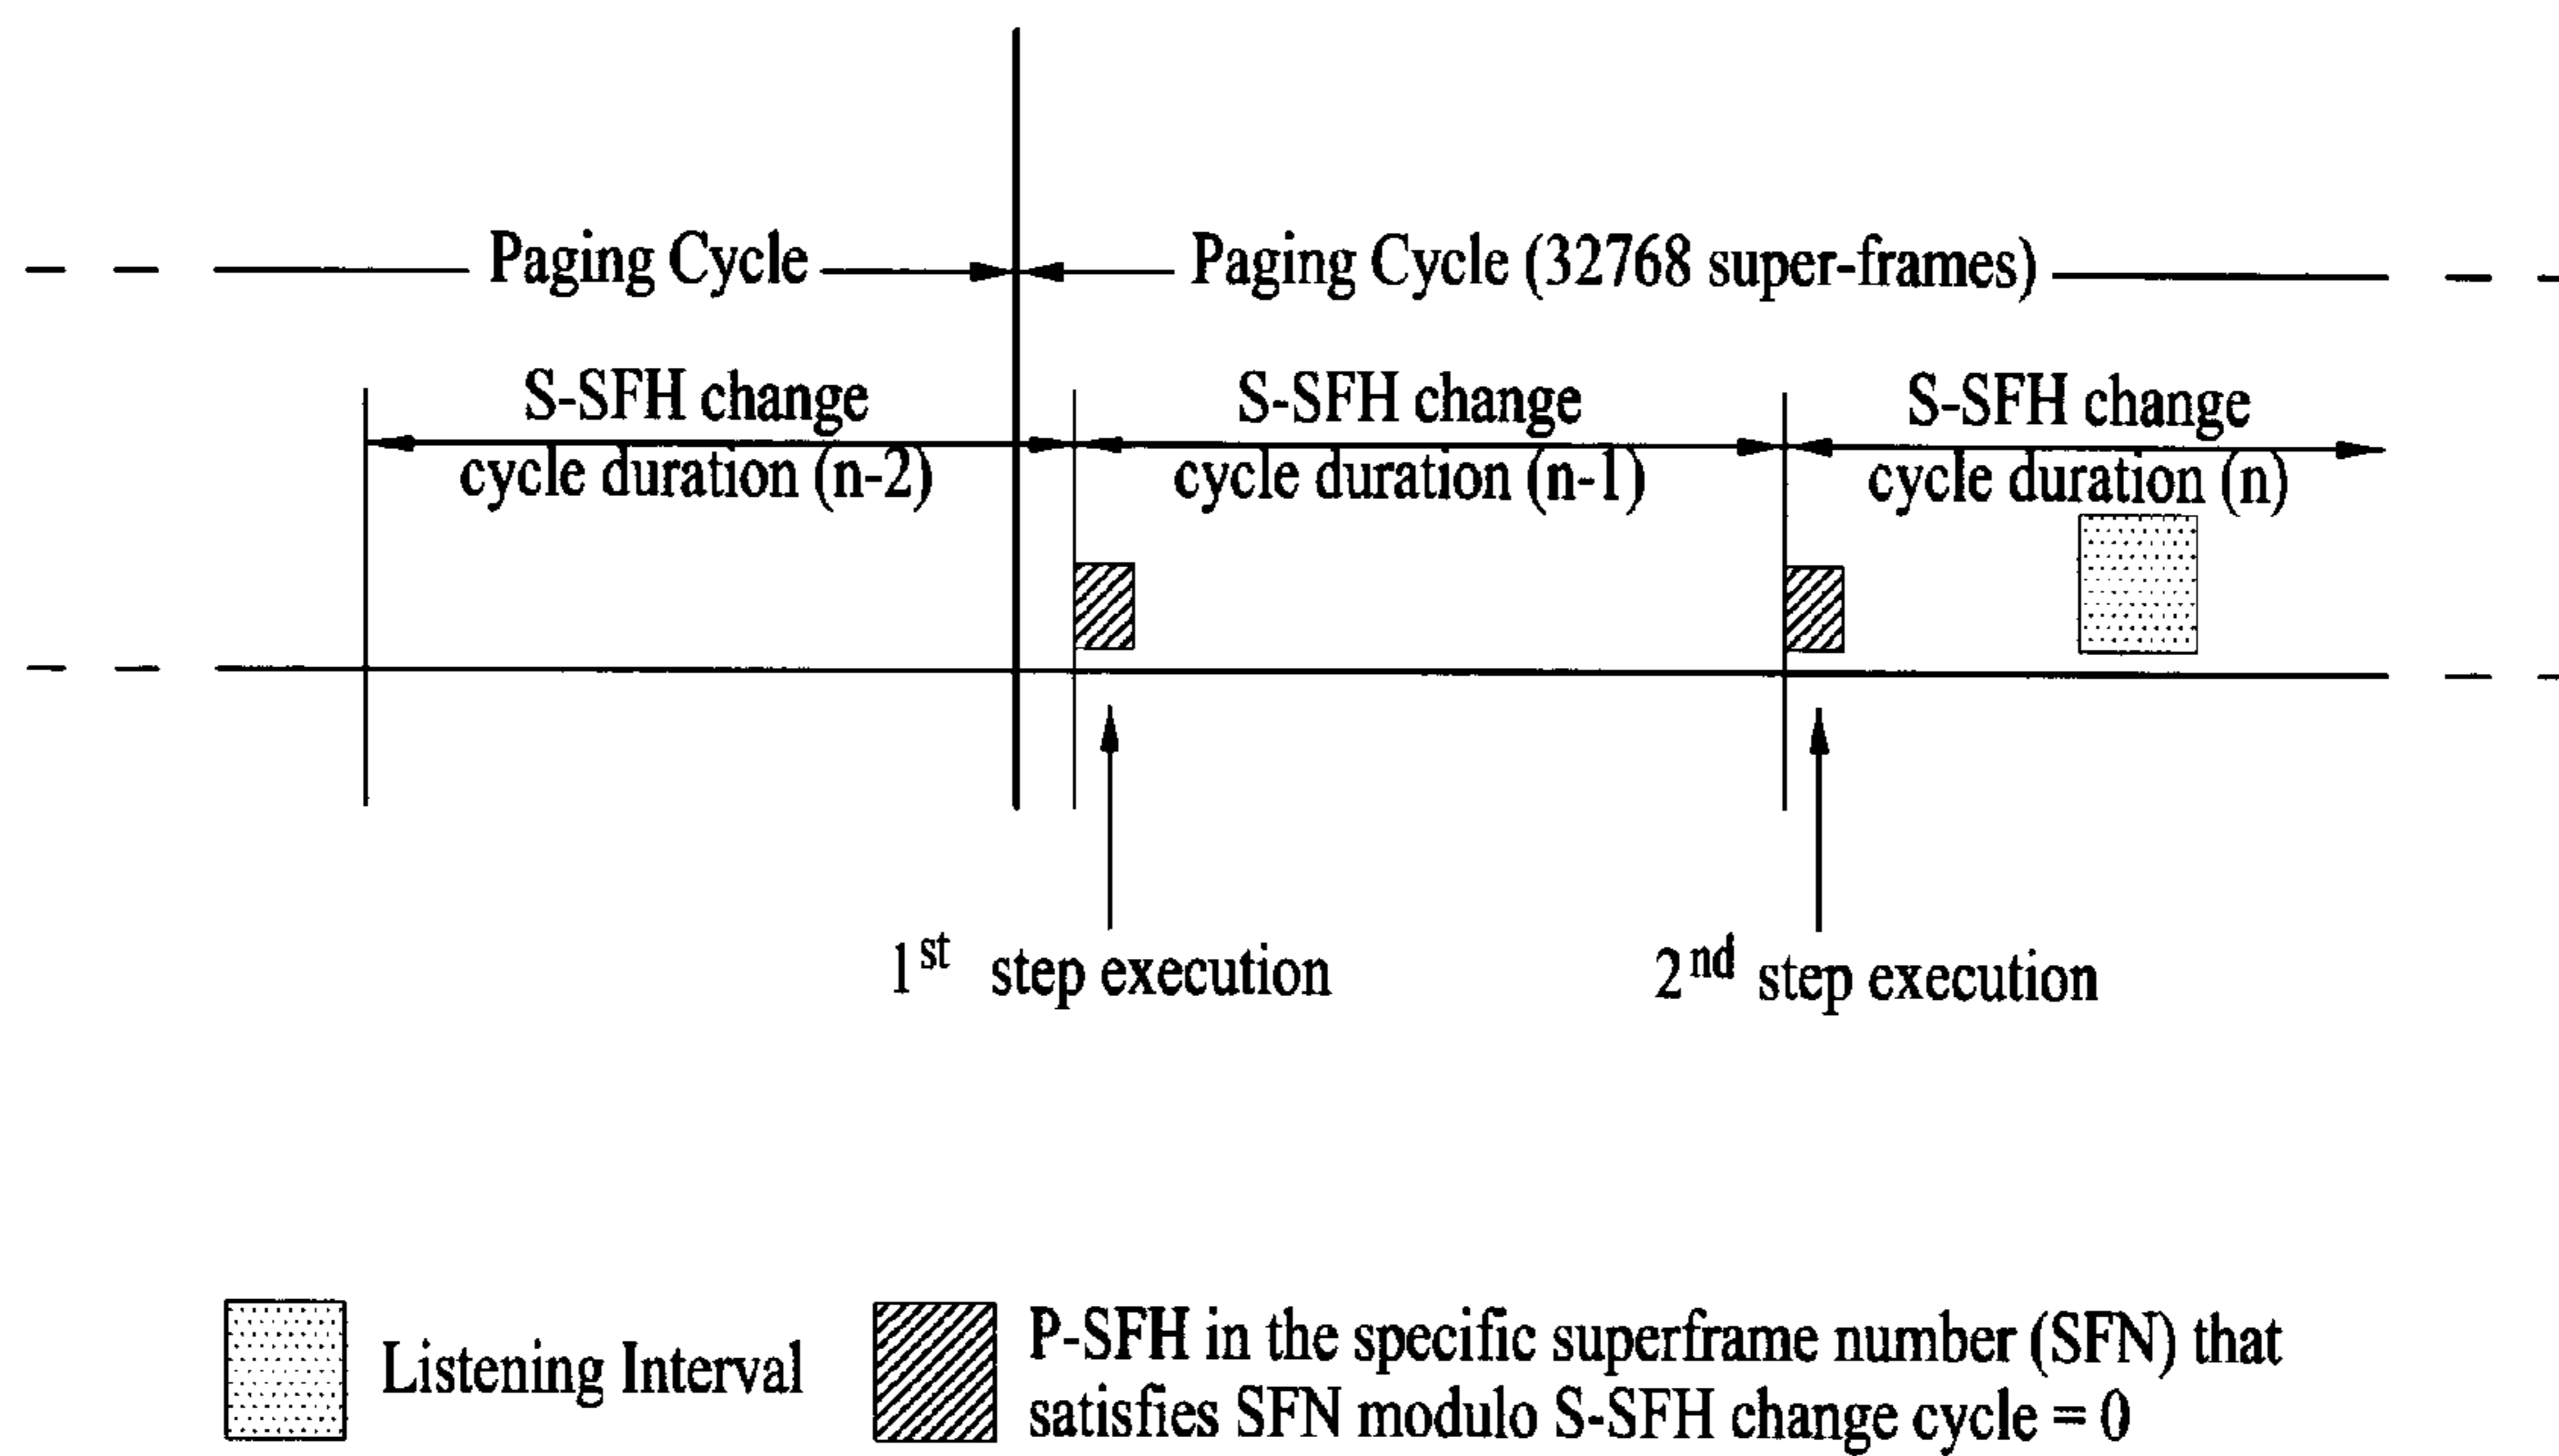 Paging Cycle
Paging Cycle (32768 super-frames)
S-SFH change
cycle duration (n-2)
S-SFH change
cycle duration (n-1)
S-SFH change
cycle duration (n)
1st step execution
2nd step execution
Listening Interval
P-SFH in the specific superframe number (SFN) that
satisfies SFN modulo S-SFH change cycle = 0